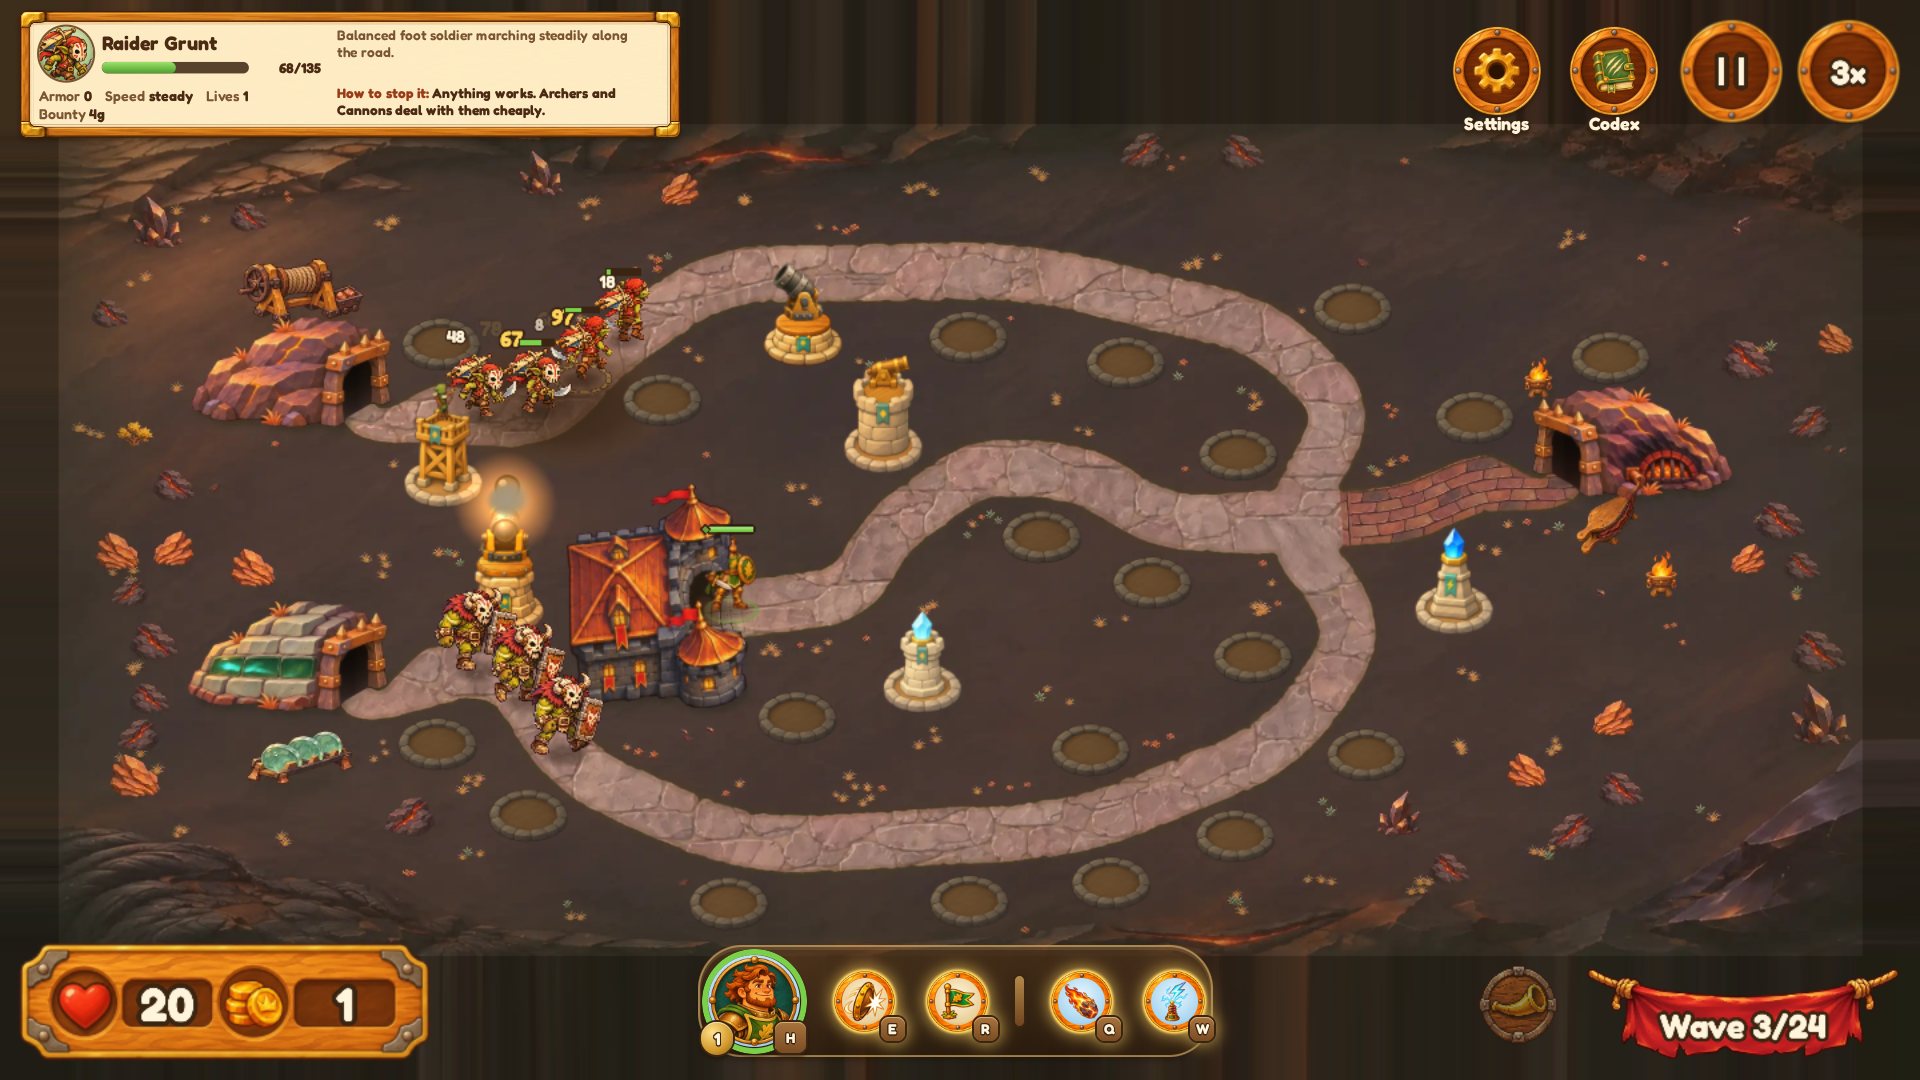 Raider Grunt
68/135
Armor 0 Speed steady Lives 1
Bounty 4g
Balanced foot soldier marching steadily along
the road.
How to stop it: Anything works. Archers and
Cannons deal with them cheaply.
Settings
Codex
3x
18
97
8
78
67
48
20
1
1
H
E
R
Q
W
Wave 3/24